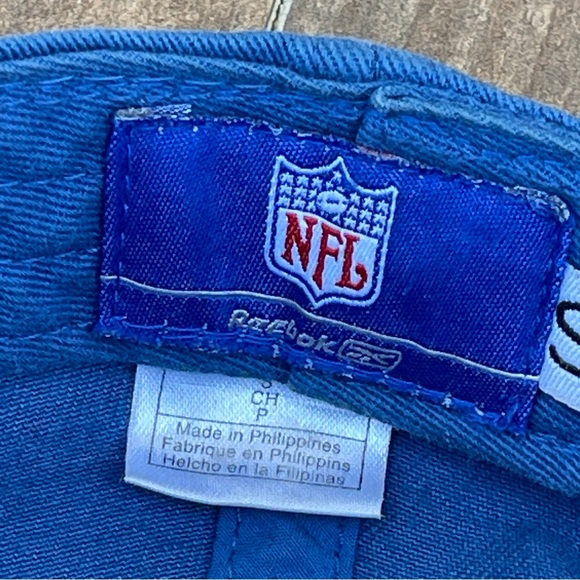 NFL
Reebok
S
CH
P
Made in Philippines
Fabrique en Philippins
Helcho en la Filipinas